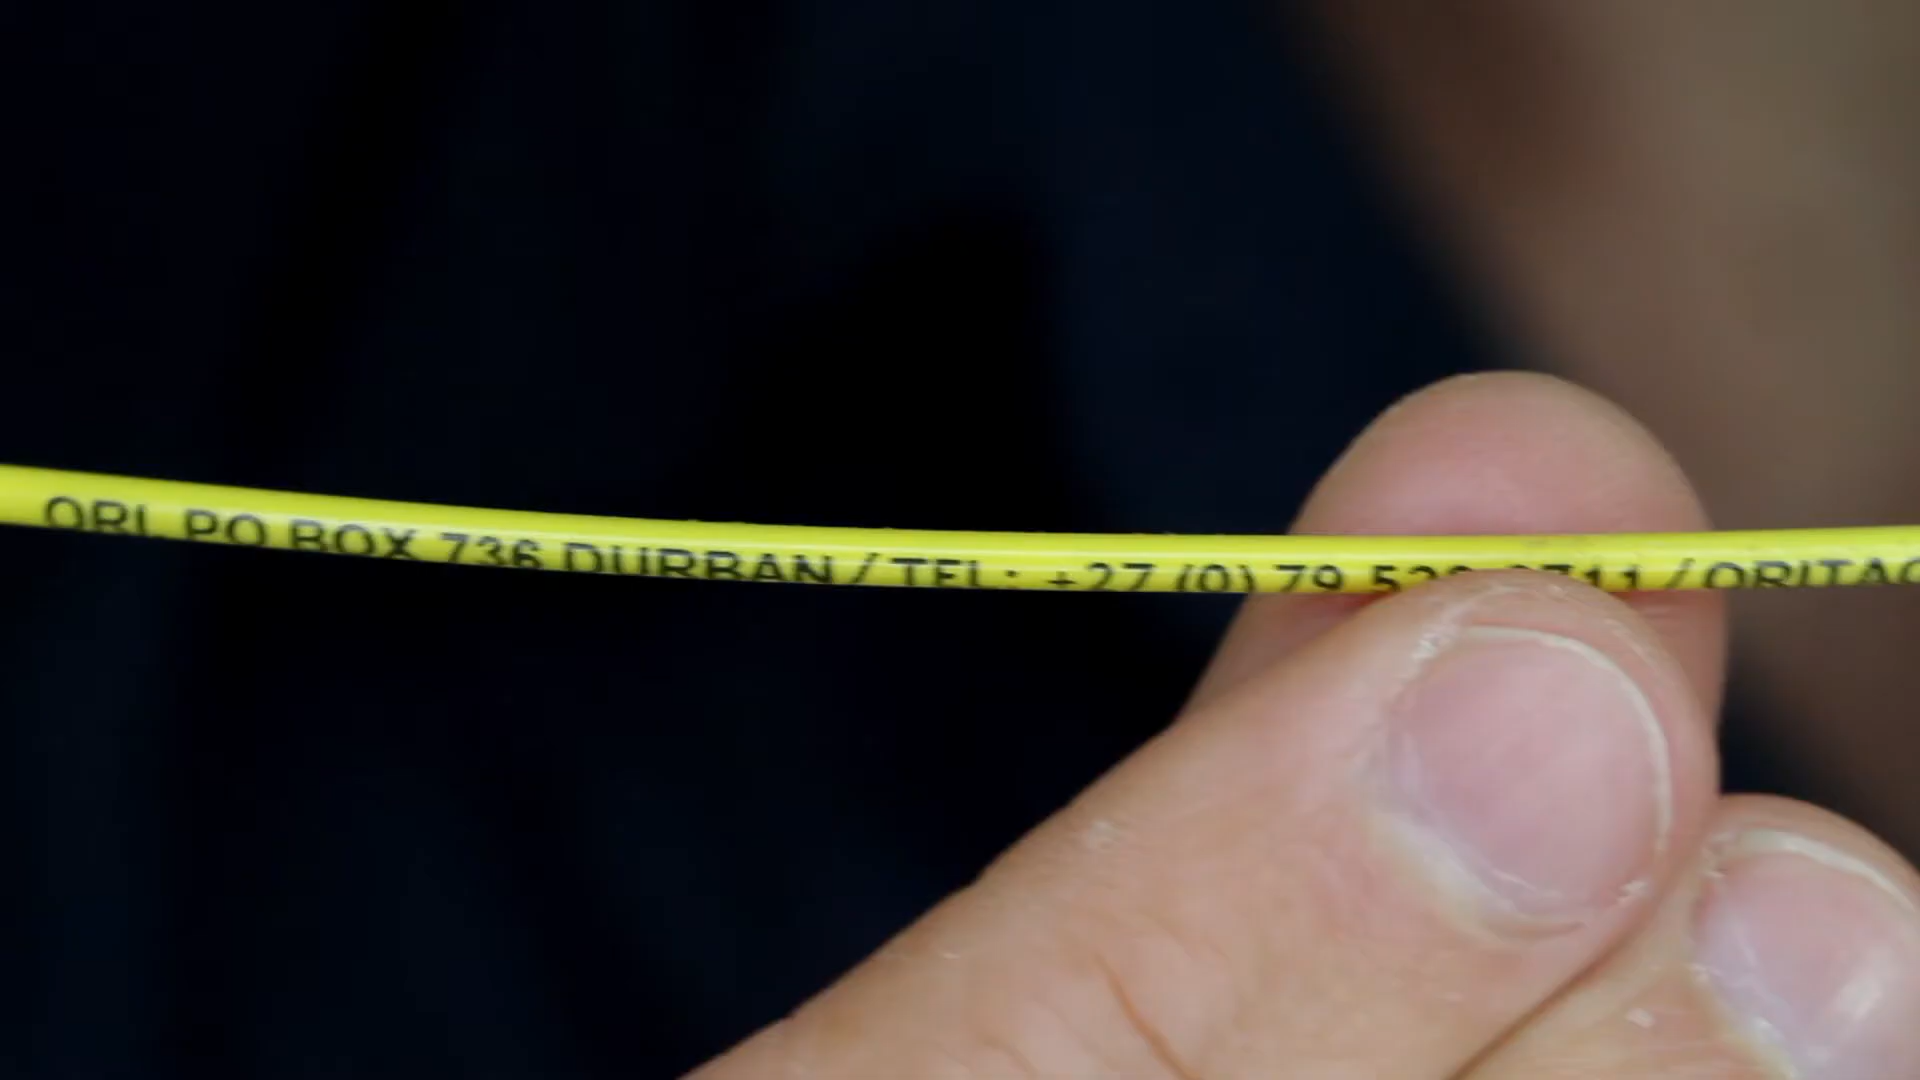 ORI, PO BOX 736 DURBAN / TEL: +27 (0) 79 / ORITAG